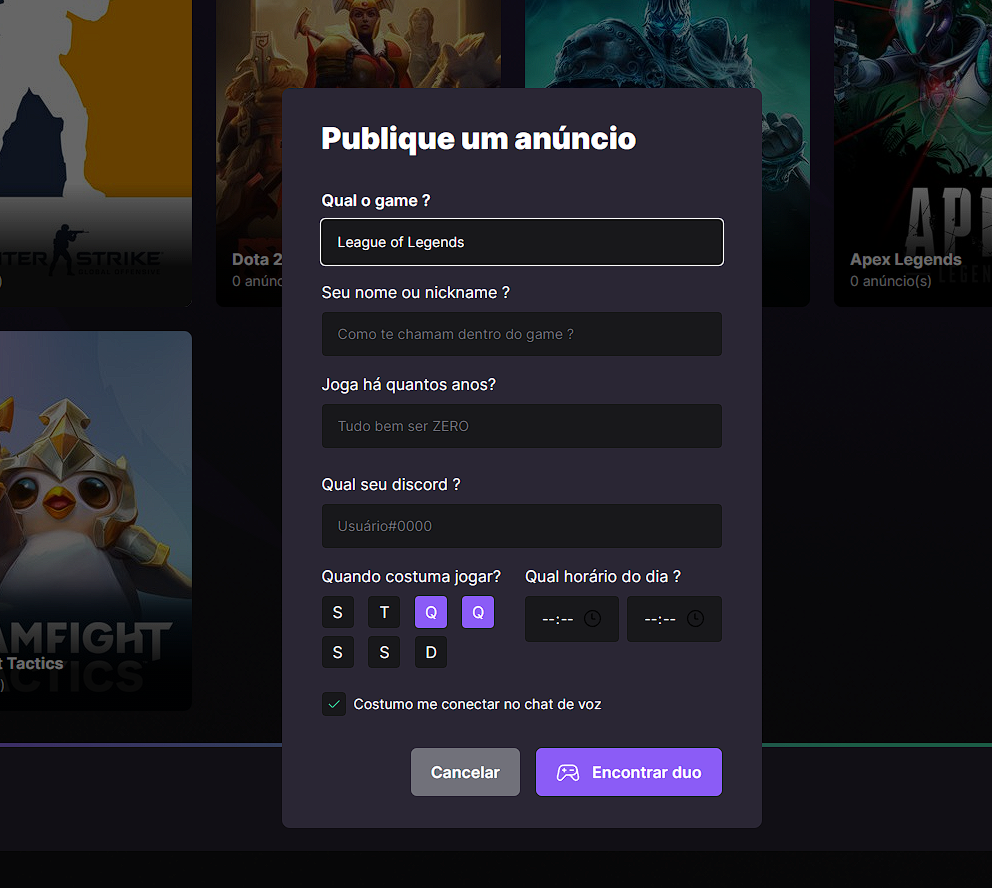 Publique um anúncio
Qual o game ?
League of Legends
Seu nome ou nickname ?
Como te chamam dentro do game ?
Joga há quantos anos?
Tudo bem ser ZERO
Qual seu discord ?
Usuário#0000
Quando costuma jogar? Qual horário do dia ?
S T Q Q --:-- --:--
S S D
Costumo me conectar no chat de voz
Cancelar Encontrar duo
STRIKE
GLOBAL OFFENSIVE
Dota 2
0
Apex Legends
0 anúncio(s)
Tactics
TACTICS